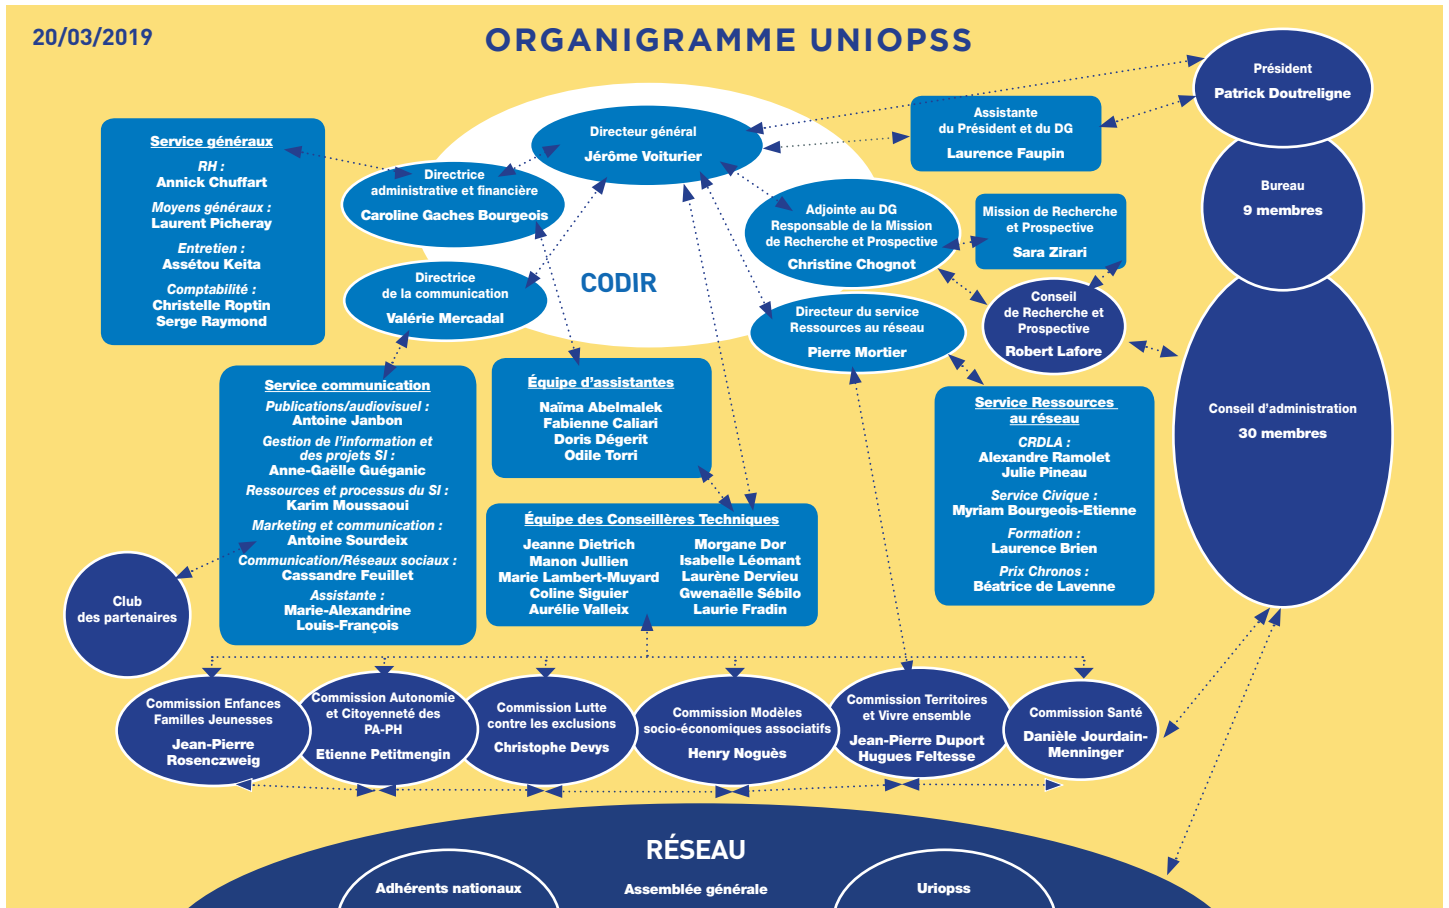 20/03/2019
ORGANIGRAMME UNIOPSS
Président
Patrick Doutreligne
Bureau
9 membres
Conseil d'administration
30 membres
Assistante
du Président et du DG
Laurence Faupin
Directeur général
Jérôme Voiturier
CODIR
Directrice
administrative et financière
Caroline Gaches Bourgeois
Directrice
de la communication
Valérie Mercadal
Adjointe au DG
Responsable de la Mission
de Recherche et Prospective
Christine Chognot
Directeur du service
Ressources au réseau
Pierre Mortier
Mission de Recherche
et Prospective
Sara Zirari
Conseil
de Recherche et
Prospective
Robert Lafore
Service généraux
RH :
Annick Chuffart
Moyens généraux :
Laurent Picheray
Entretien :
Assétou Keita
Comptabilité :
Christelle Roptin
Serge Raymond
Service communication
Publications/audiovisuel :
Antoine Janbon
Gestion de l'information et
des projets SI :
Anne-Gaëlle Guéganic
Ressources et processus du SI :
Karim Moussaoui
Marketing et communication :
Antoine Sourdeix
Communication/Réseaux sociaux :
Cassandre Feuillet
Assistante :
Marie-Alexandrine
Louis-François
Club
des partenaires
Équipe d'assistantes
Naïma Abelmalek
Fabienne Caliari
Doris Dégerit
Odile Torri
Équipe des Conseillères Techniques
Jeanne Dietrich
Manon Jullien
Marie Lambert-Muyard
Coline Siguier
Aurélie Valleix
Morgane Dor
Isabelle Léomant
Laurène Dervieu
Gwenaëlle Sébilo
Laurie Fradin
Service Ressources
au réseau
CRDLA :
Alexandre Ramolet
Julie Pineau
Service Civique :
Myriam Bourgeois-Etienne
Formation :
Laurence Brien
Prix Chronos :
Béatrice de Lavenne
Commission Enfances
Familles Jeunesses
Jean-Pierre
Rosenczweig
Commission Autonomie
et Citoyenneté des
PA-PH
Etienne Petitmengin
Commission Lutte
contre les exclusions
Christophe Devys
Commission Modèles
socio-économiques associatifs
Henry Noguès
Commission Territoires
et Vivre ensemble
Jean-Pierre Duport
Hugues Feltesse
Commission Santé
Danièle Jourdain-
Menninger
RÉSEAU
Adhérents nationaux
Assemblée générale
Uriopss